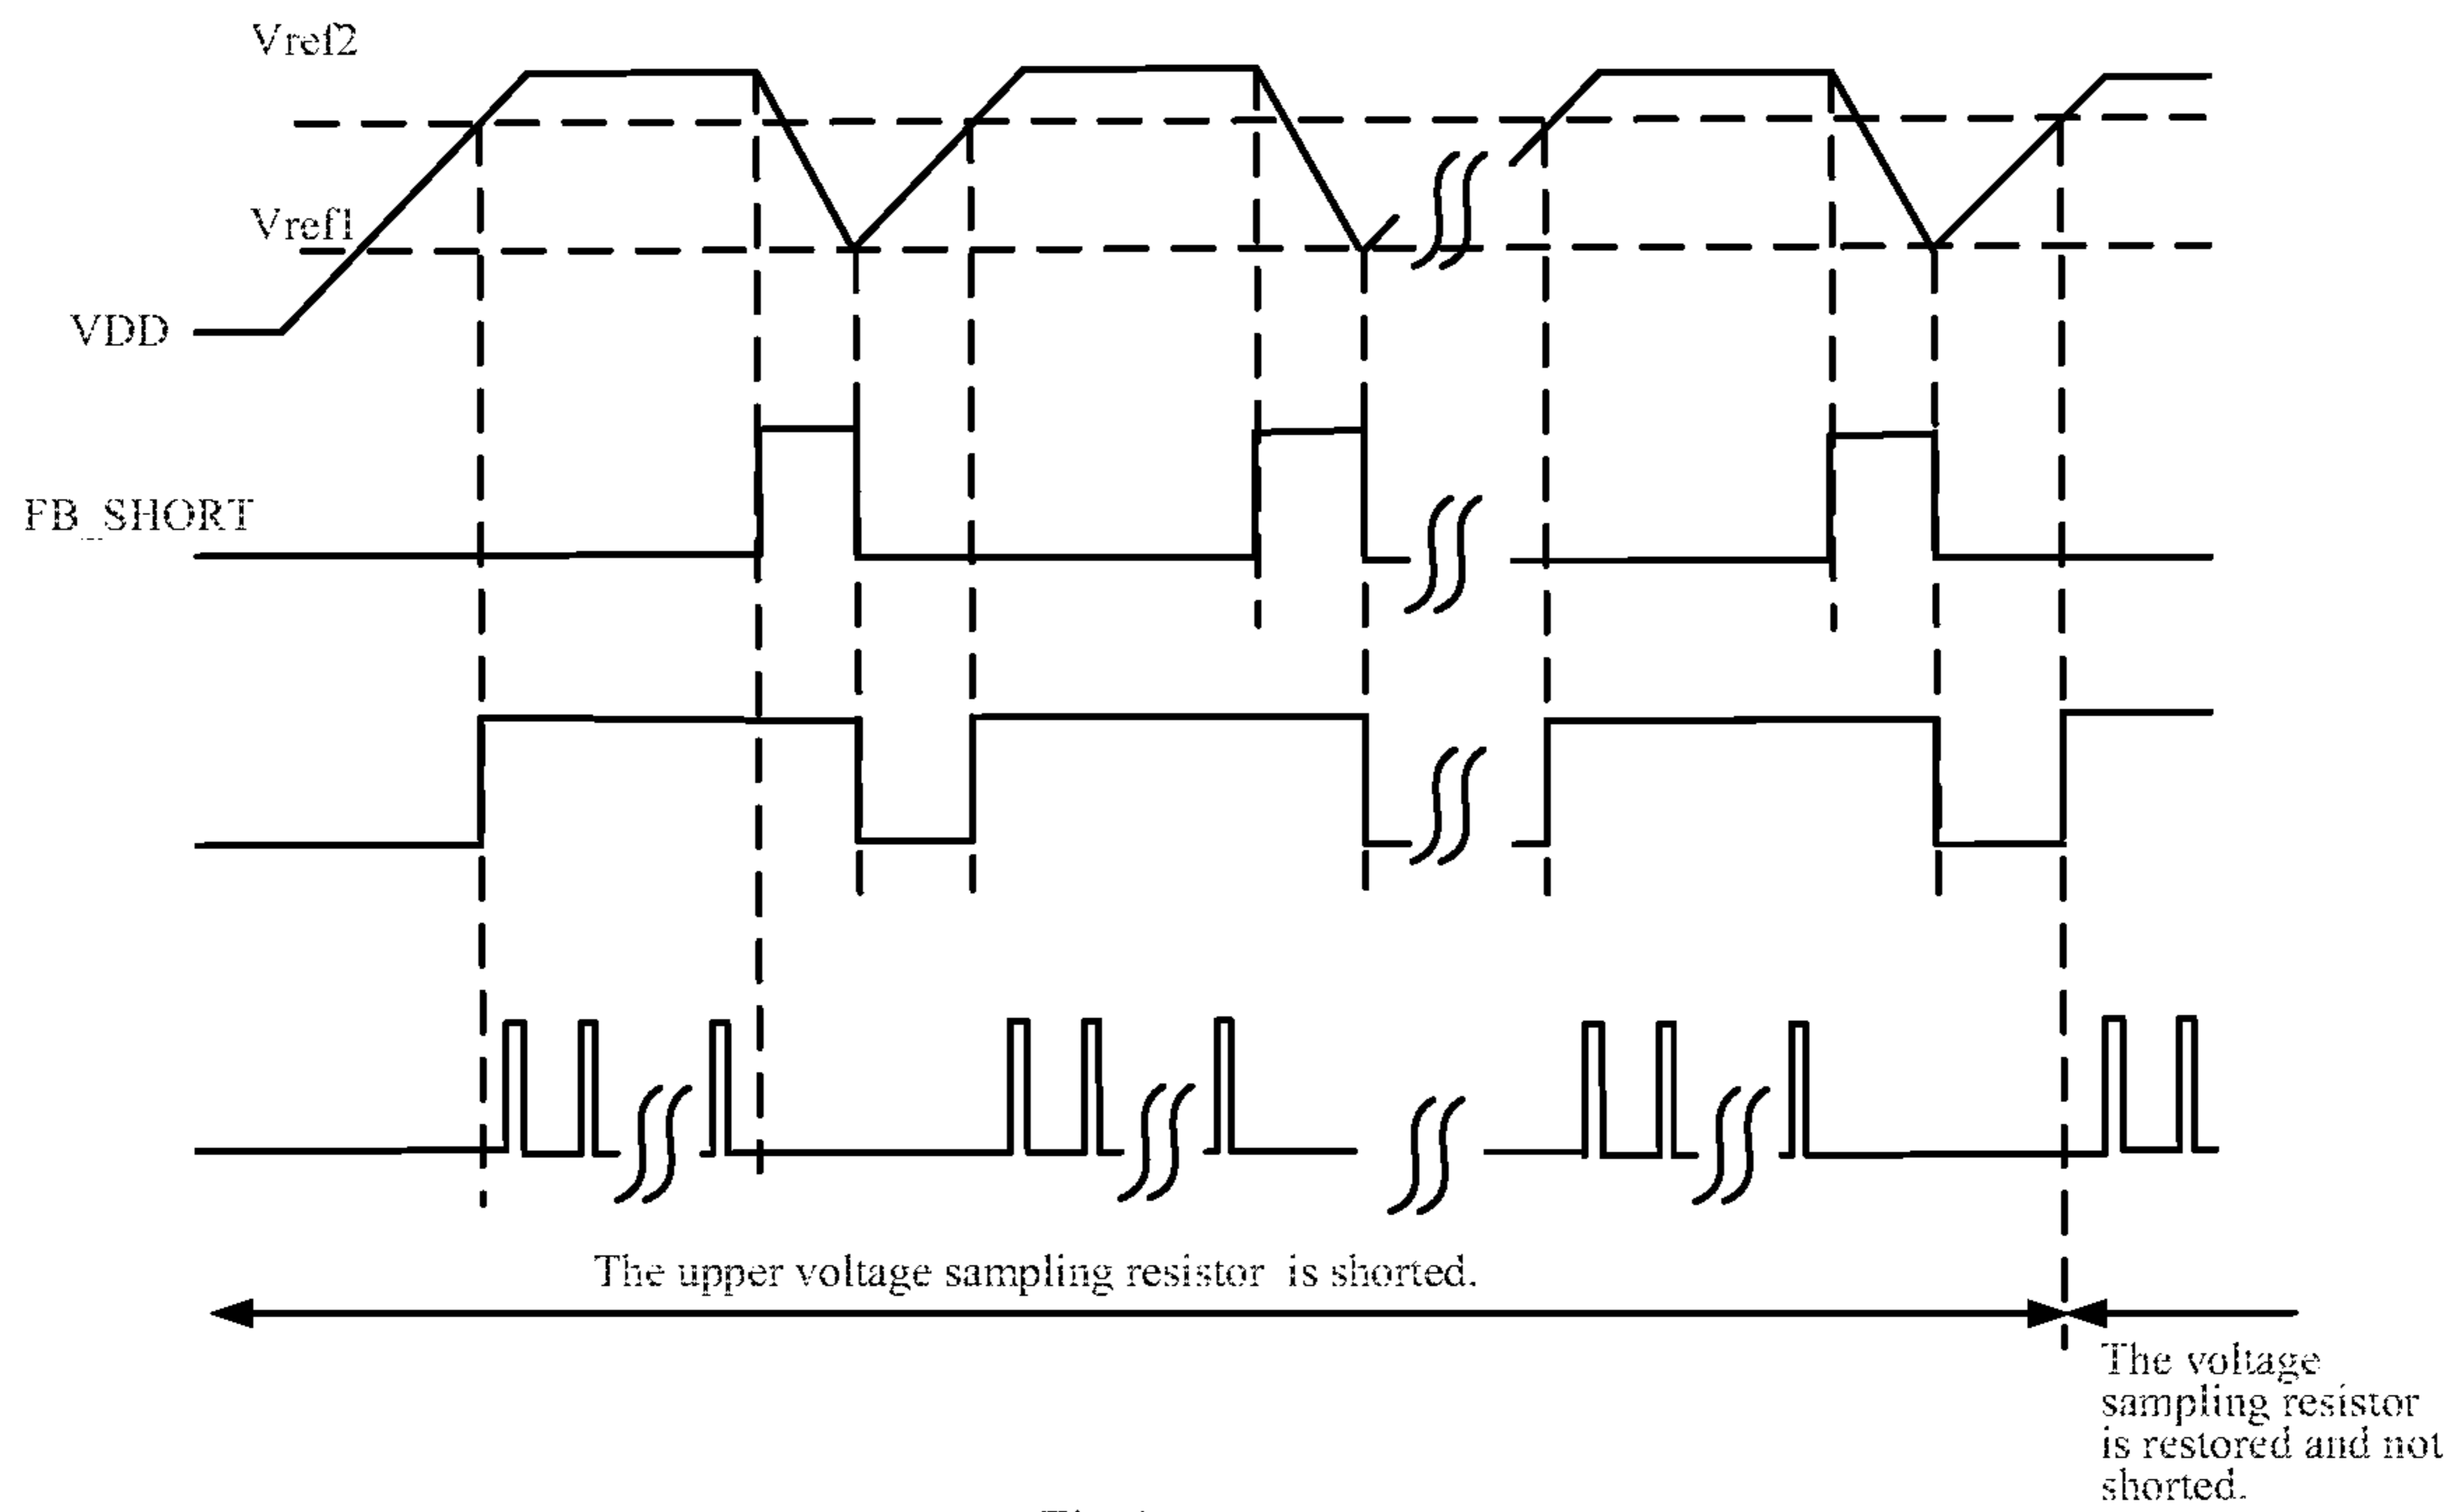 Vref2
Vref1
VDD
FB_SHORT
The upper voltage sampling resistor is shorted.
The voltage
sampling resistor
is restored and not
shorted.